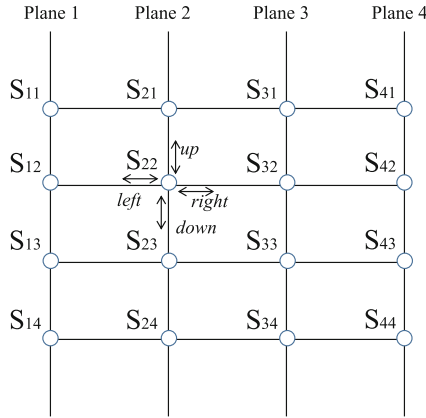 Plane 1 Plane 2 Plane 3 Plane 4
S11 S21 S31 S41
up
S12 S22 S32 S42
left right
down
S13 S23 S33 S43
S14 S24 S34 S44